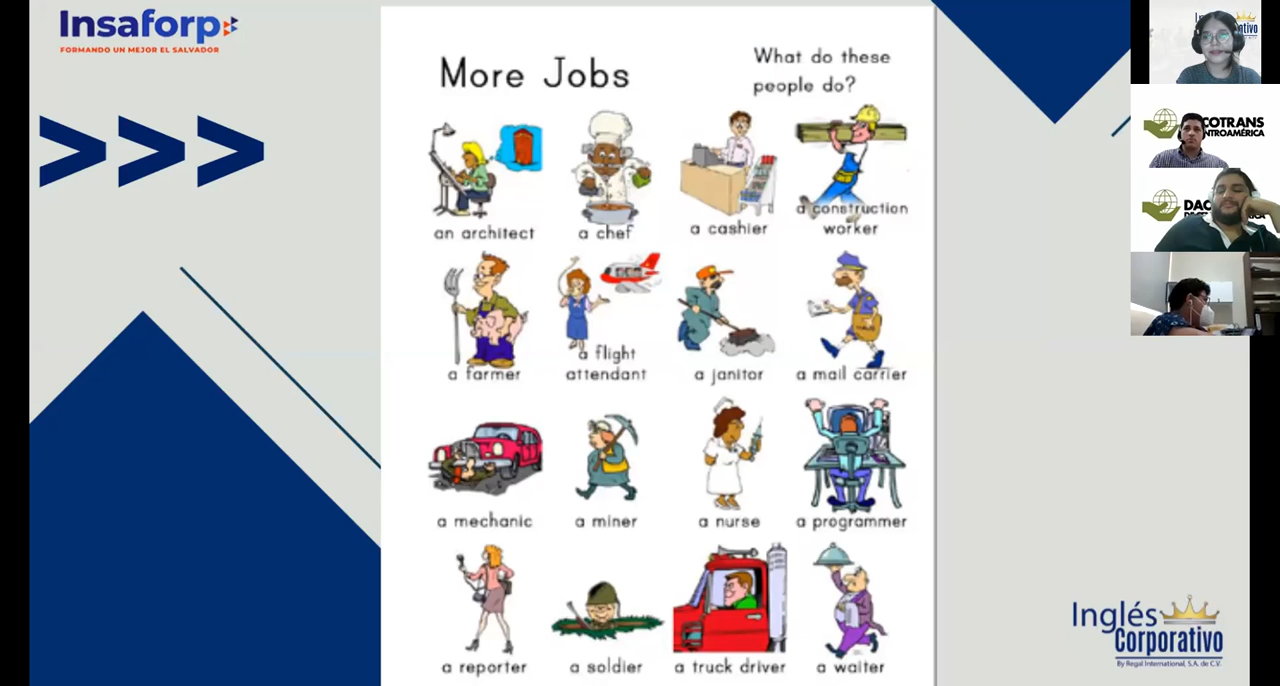 Insaforp
FORMANDO UN MEJOR EL SALVADOR
>>>
More Jobs
What do these
people do?
an architect
a chef
a cashier
a construction
worker
a farmer
a flight
attendant
a janitor
a mail carrier
a mechanic
a miner
a nurse
a programmer
a reporter
a soldier
a truck driver
a waiter
COTRANS
NTROAMÉRICA
DAC
Inglés
Corporativo
By Regal International, S.A. de C.V.